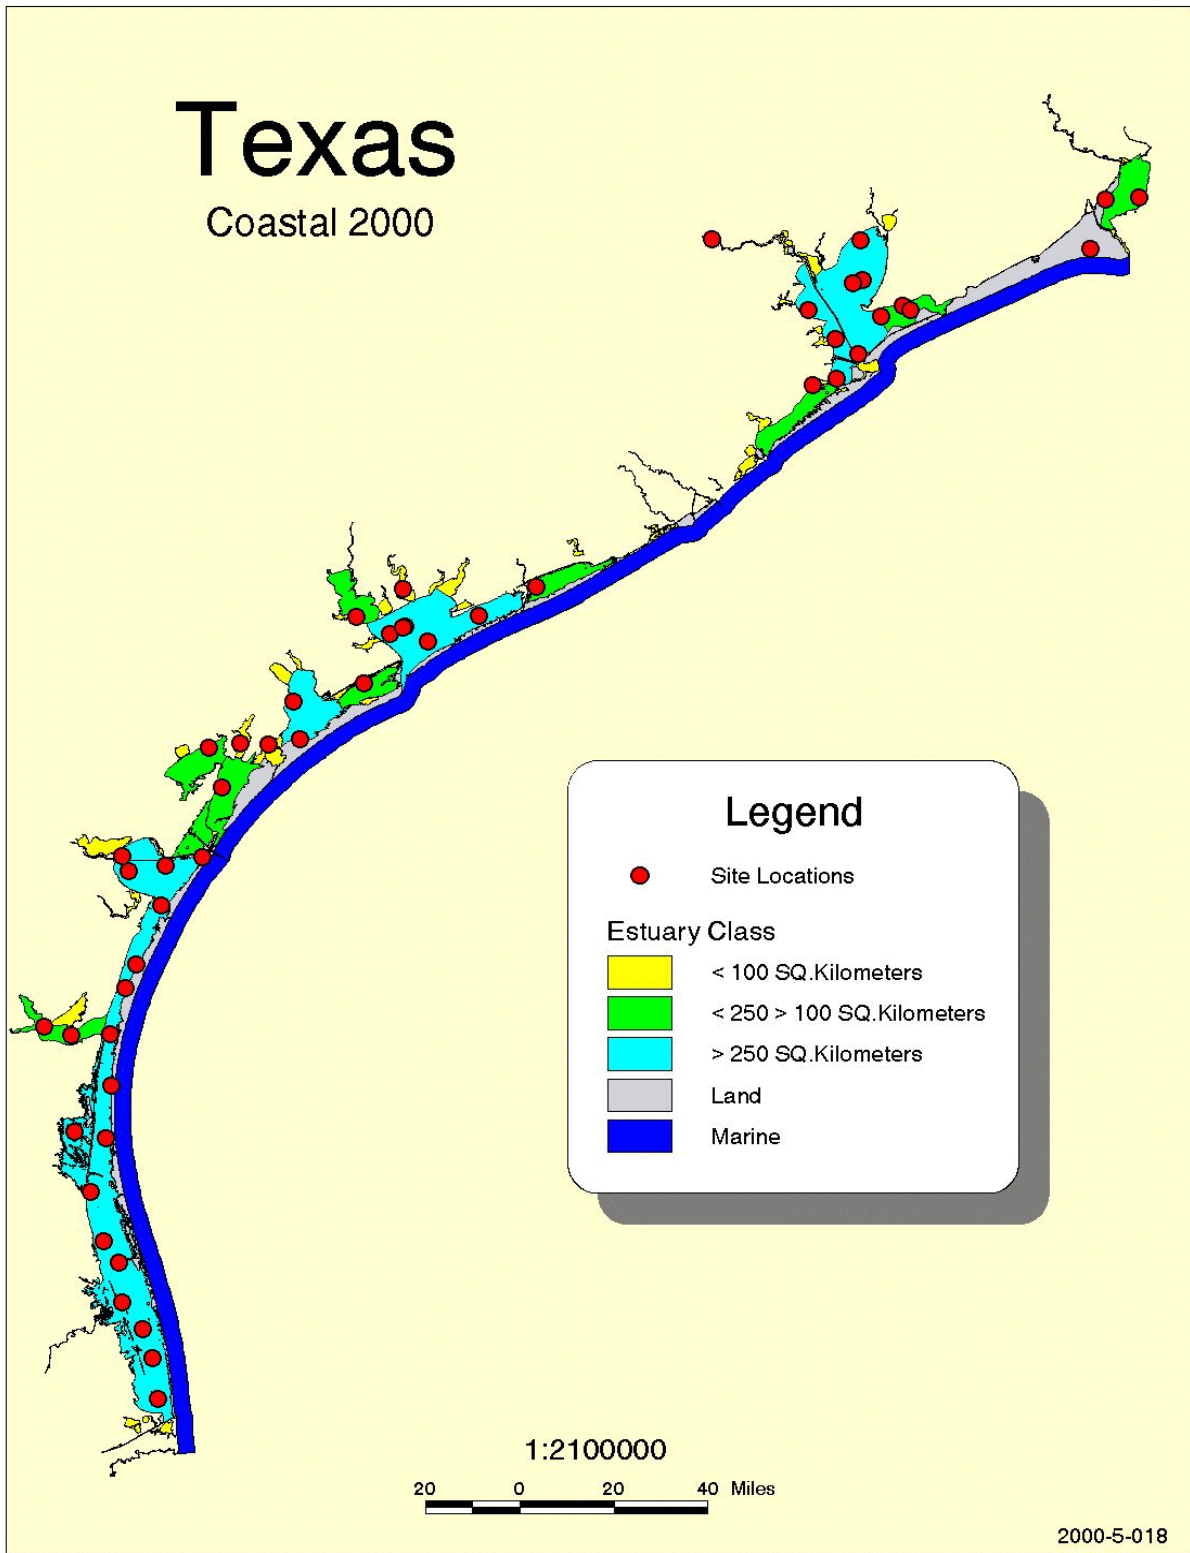 Texas
Coastal 2000
Legend
Site Locations
Estuary Class
< 100 SQ.Kilometers
< 250 > 100 SQ.Kilometers
> 250 SQ.Kilometers
Land
Marine
1:2100000
20 0 20 40 Miles
2000-5-018